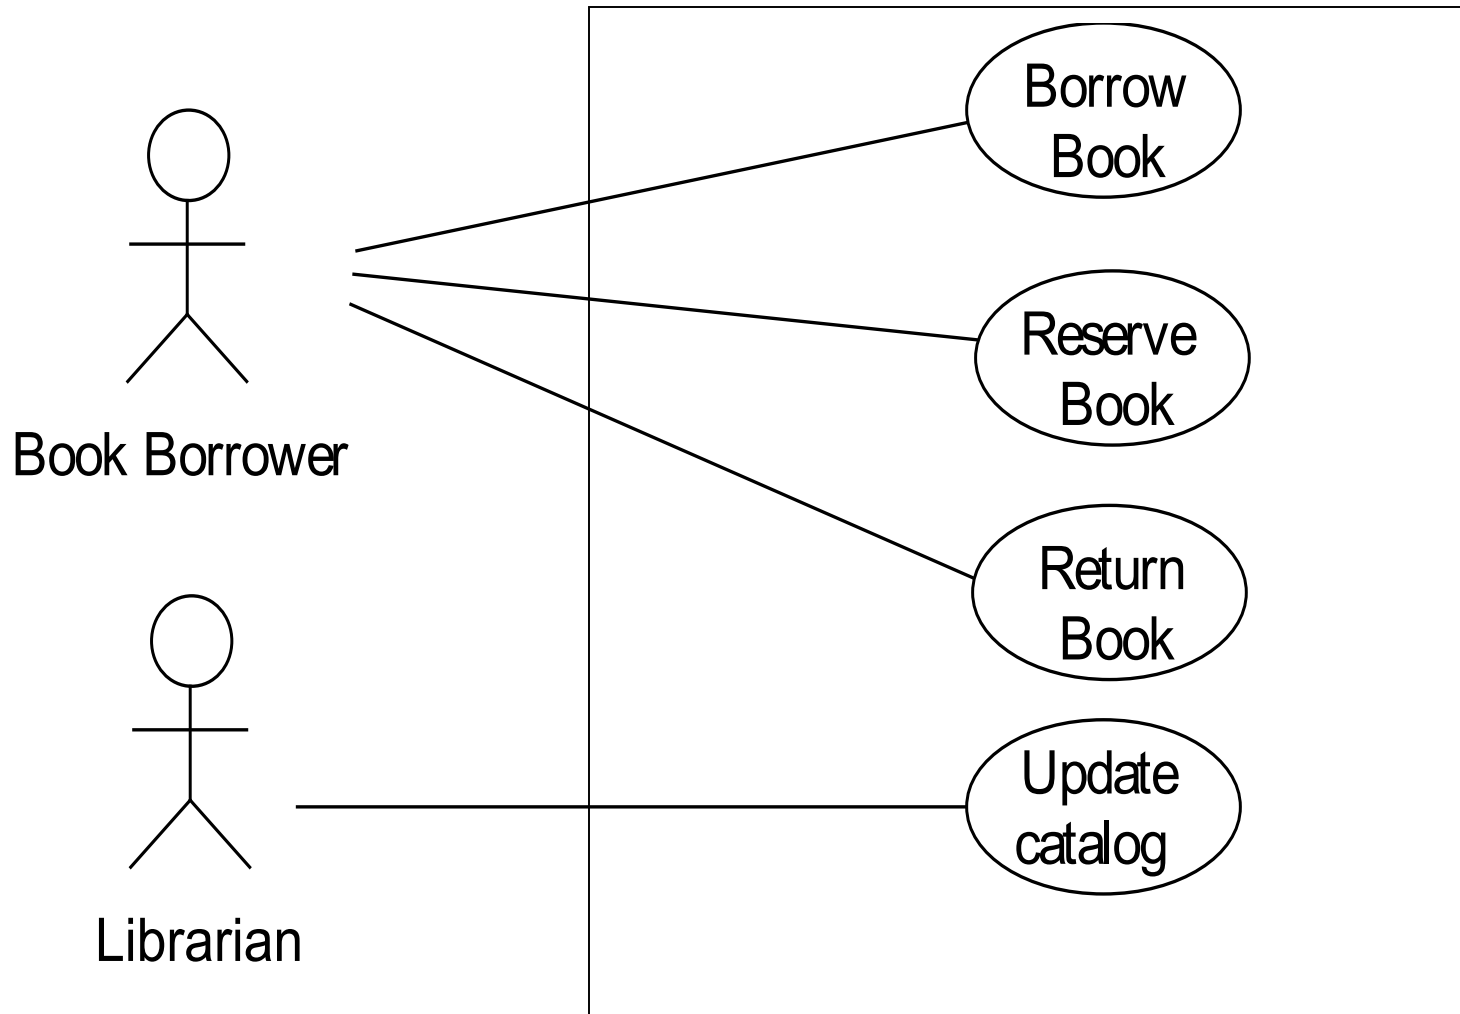 Borrow
Book
Reserve
Book
Book Borrower
Return
Book
Update
catalog
Librarian